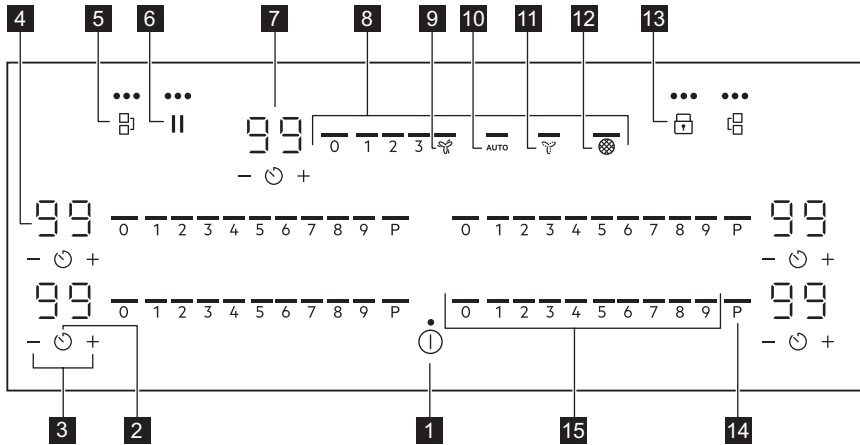 4 5 6 7 8 9 10 11 12 13
99 0 1 2 3 AUTO
− +
99 0 1 2 3 4 5 6 7 8 9 P 0 1 2 3 4 5 6 7 8 9 P 99
− + − +
99 0 1 2 3 4 5 6 7 8 9 P 0 1 2 3 4 5 6 7 8 9 P 99
− + − +
3 2 1 15 14